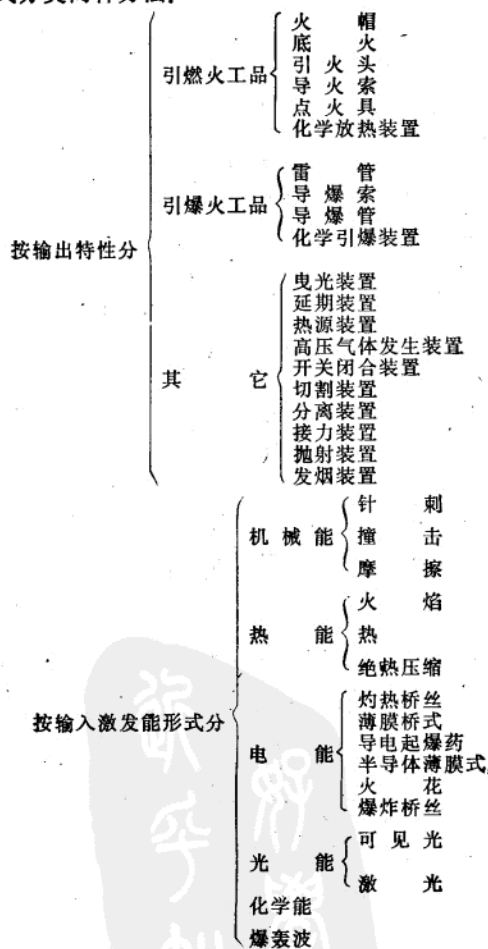 火帽
底火
引火头
引燃火工品
导火索
点火具
化学放热装置
雷管
导爆索
引爆火工品
导爆管
化学引爆装置
按输出特性分
曳光装置
延期装置
热源装置
高压气体发生装置
开关闭合装置
其它
切割装置
分离装置
接力装置
抛射装置
发烟装置
针刺
机械能
撞击
摩擦
火焰
热能
热
绝热压缩
灼热桥丝
按输入激发能形式分
薄膜桥式
导电起爆药
电能
半导体薄膜式
火花
爆炸桥丝
可见光
光能
激光
化学能
爆轰波